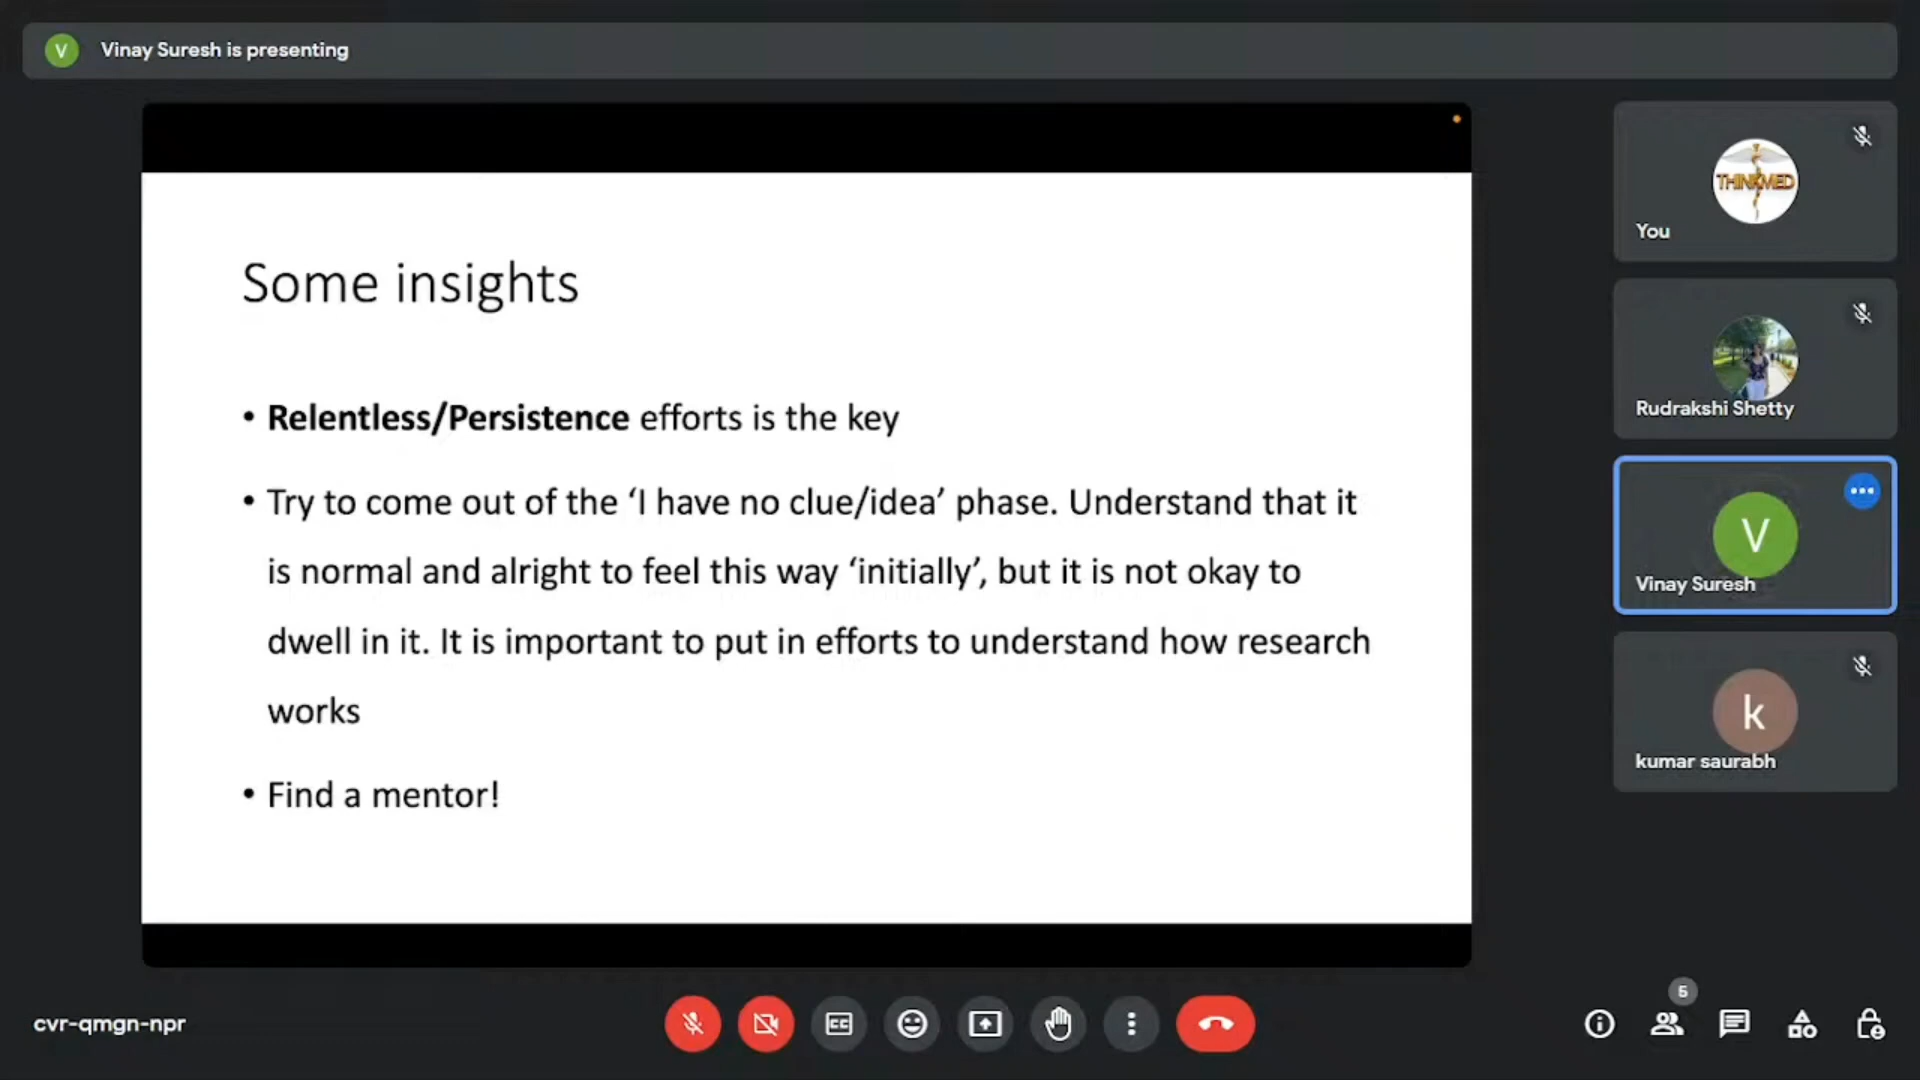 V Vinay Suresh is presenting
Some insights
• Relentless/Persistence efforts is the key
• Try to come out of the ‘I have no clue/idea’ phase. Understand that it
is normal and alright to feel this way ‘initially’, but it is not okay to
dwell in it. It is important to put in efforts to understand how research
works
• Find a mentor!
THINKMED
You
Rudrakshi Shetty
V
Vinay Suresh
k
kumar saurabh
cvr-qmgn-npr
CC
5